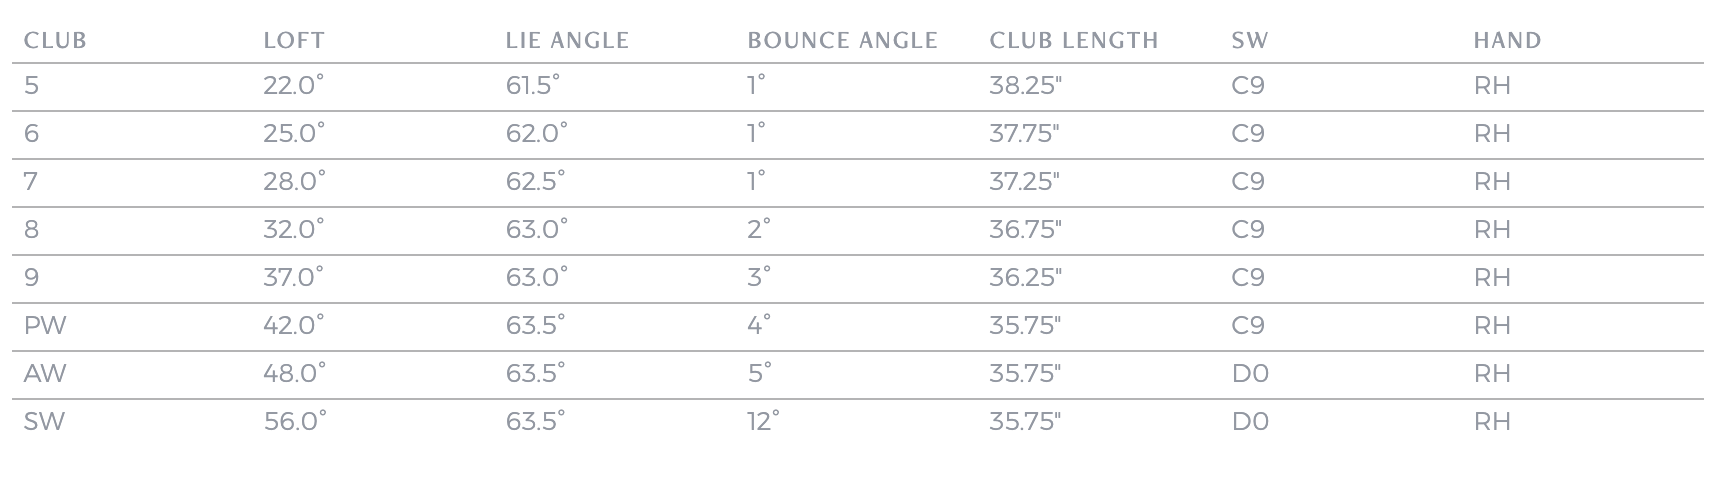 CLUB LOFT LIE ANGLE BOUNCE ANGLE CLUB LENGTH SW HAND
5 22.0° 61.5° 1° 38.25" C9 RH
6 25.0° 62.0° 1° 37.75" C9 RH
7 28.0° 62.5° 1° 37.25" C9 RH
8 32.0° 63.0° 2° 36.75" C9 RH
9 37.0° 63.0° 3° 36.25" C9 RH
PW 42.0° 63.5° 4° 35.75" C9 RH
AW 48.0° 63.5° 5° 35.75" D0 RH
SW 56.0° 63.5° 12° 35.75" D0 RH